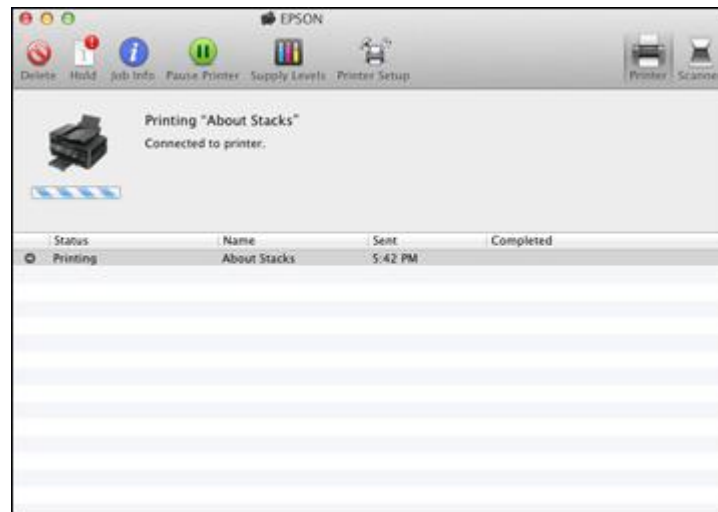 EPSON
Delete Hold Job Info Pause Printer Supply Levels Printer Setup Printer Scanne
Printing "About Stacks"
Connected to printer.
Status Name Sent Completed
Printing About Stacks 5:42 PM